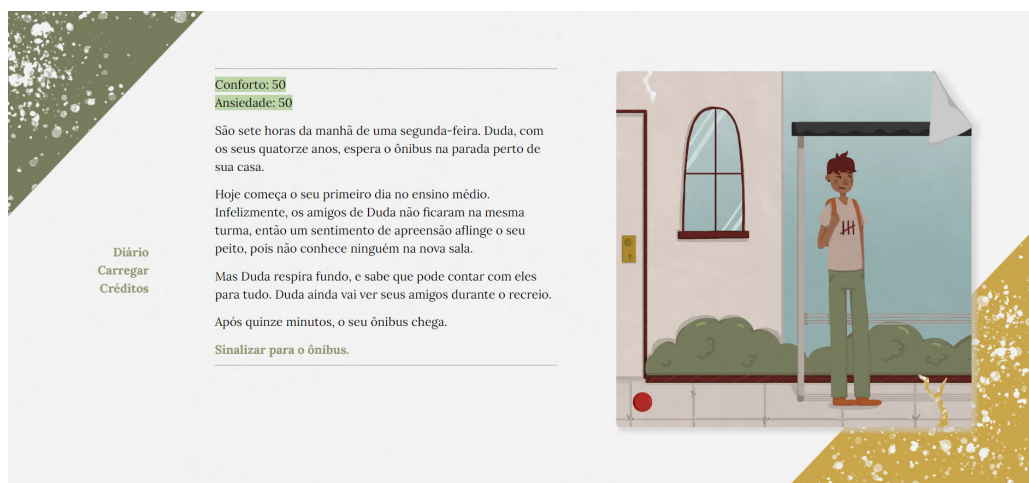 Conforto: 50
Ansiedade: 50
São sete horas da manhã de uma segunda-feira. Duda, com
os seus quatorze anos, espera o ônibus na parada perto de
sua casa.
Hoje começa o seu primeiro dia no ensino médio.
Infelizmente, os amigos de Duda não ficaram na mesma
turma, então um sentimento de apreensão aflinge o seu
peito, pois não conhece ninguém na nova sala.
Mas Duda respira fundo, e sabe que pode contar com eles
para tudo. Duda ainda vai ver seus amigos durante o recreio.
Após quinze minutos, o seu ônibus chega.
Sinalizar para o ônibus.
Diário
Carregar
Créditos